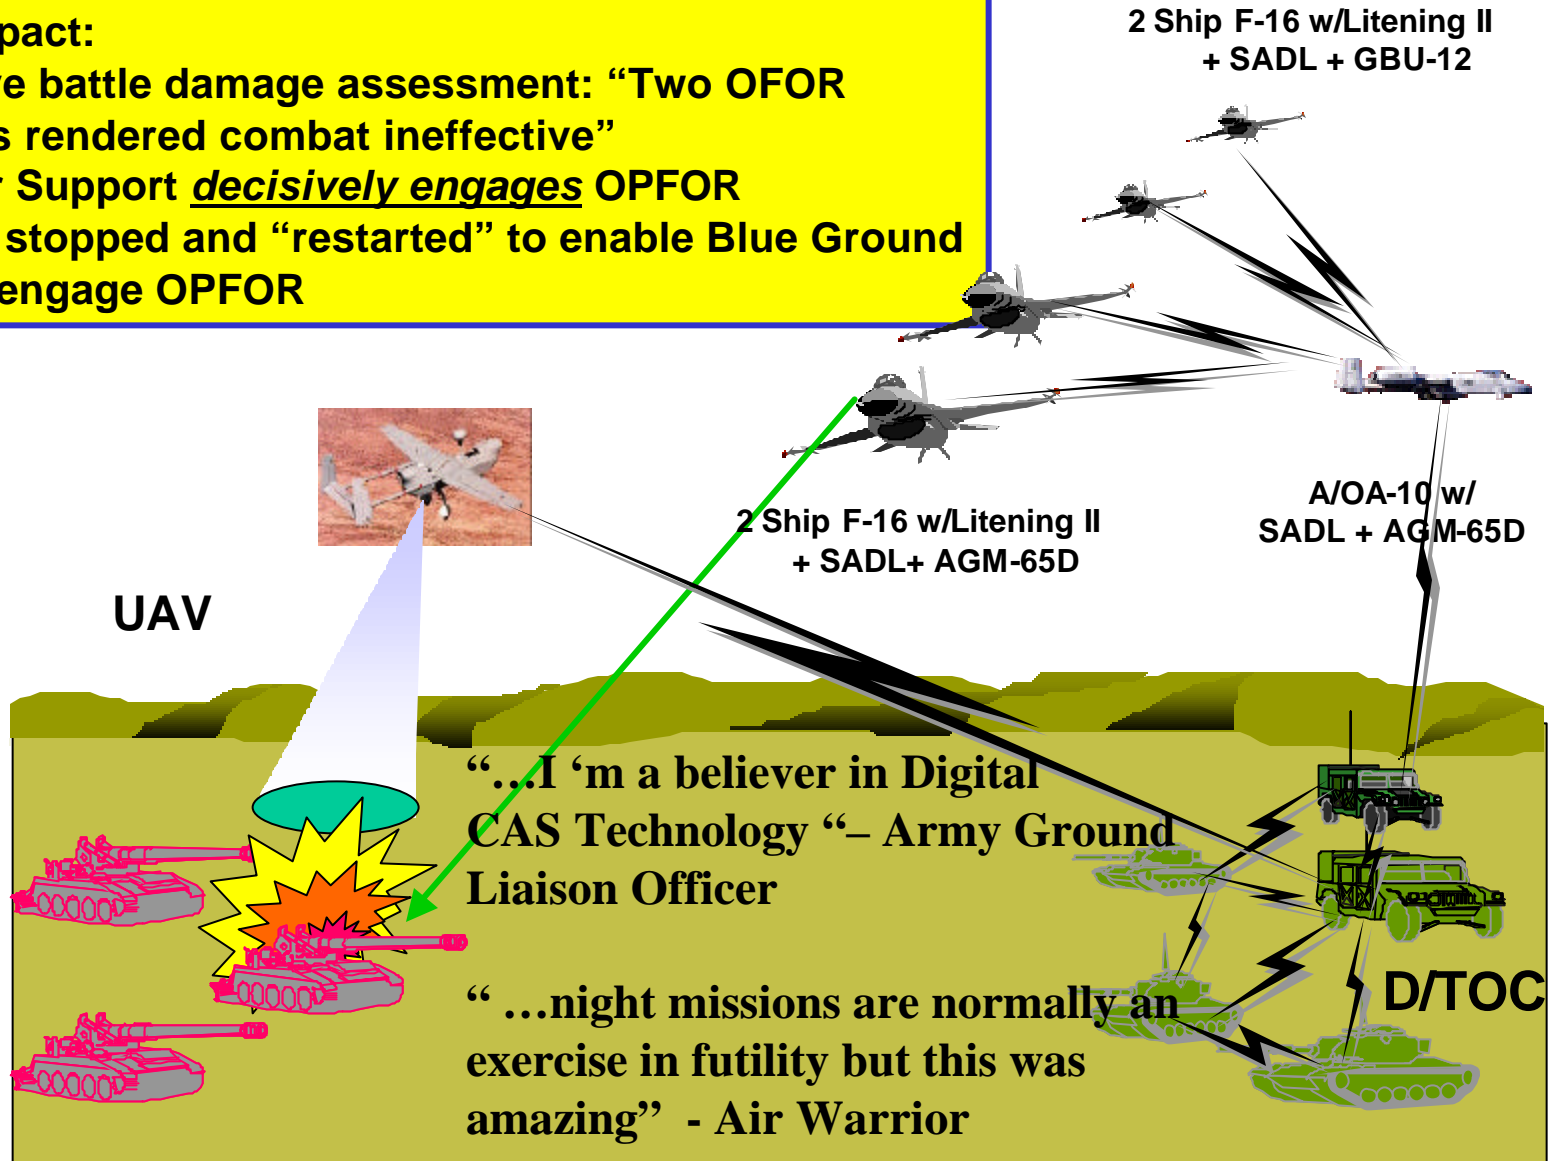 pact:
ve battle damage assessment: “Two OFOR
s rendered combat ineffective”
r Support decisively engages OPFOR
stopped and “restarted” to enable Blue Ground
engage OPFOR
2 Ship F-16 w/Litening II
+ SADL + GBU-12
2 Ship F-16 w/Litening II
+ SADL+ AGM-65D
A/OA-10 w/
SADL + AGM-65D
UAV
“…I ‘m a believer in Digital
CAS Technology “– Army Ground
Liaison Officer
“ …night missions are normally an
exercise in futility but this was
amazing” - Air Warrior
D/TOC